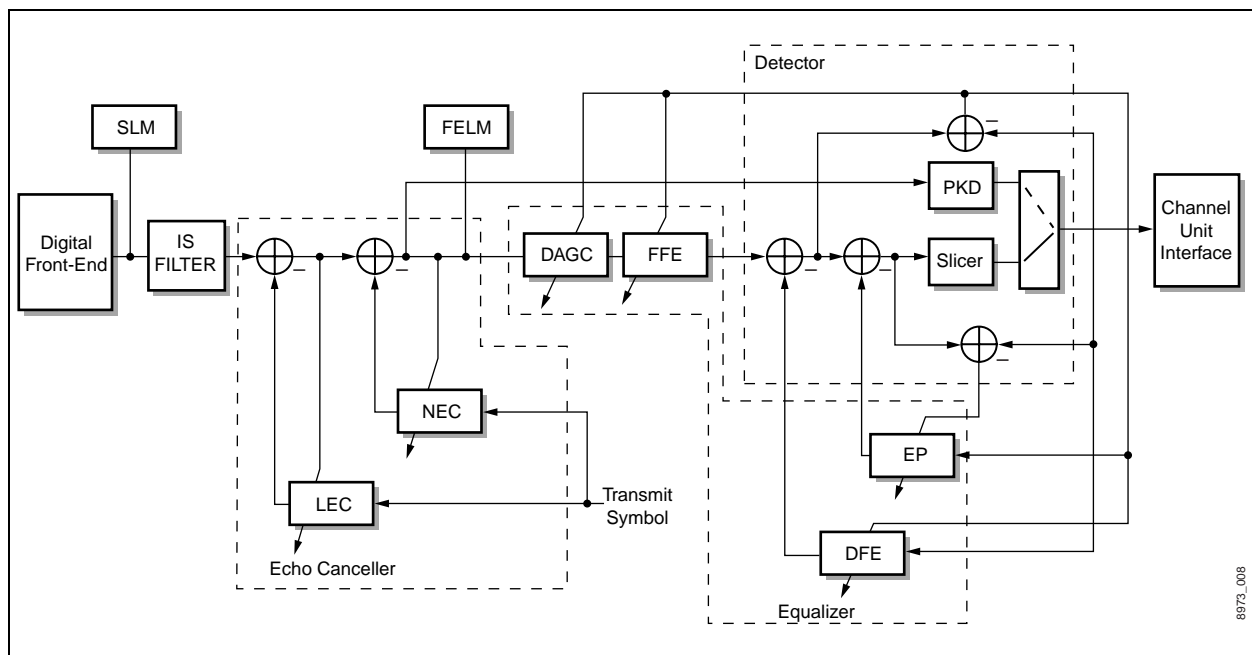 Detector
SLM
FELM
PKD
Digital
Front-End
IS
FILTER
DAGC
FFE
Slicer
Channel
Unit
Interface
NEC
EP
LEC
Transmit
Symbol
DFE
Echo Canceller
Equalizer
8973_008